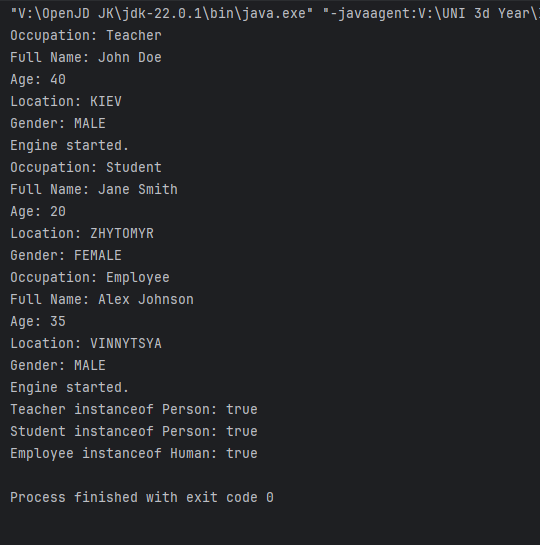 "V:\OpenJD JK\jdk-22.0.1\bin\java.exe" "-javaagent:V:\UNI 3d Year\
Occupation: Teacher
Full Name: John Doe
Age: 40
Location: KIEV
Gender: MALE
Engine started.
Occupation: Student
Full Name: Jane Smith
Age: 20
Location: ZHYTOMYR
Gender: FEMALE
Occupation: Employee
Full Name: Alex Johnson
Age: 35
Location: VINNYTSYA
Gender: MALE
Engine started.
Teacher instanceof Person: true
Student instanceof Person: true
Employee instanceof Human: true
Process finished with exit code 0